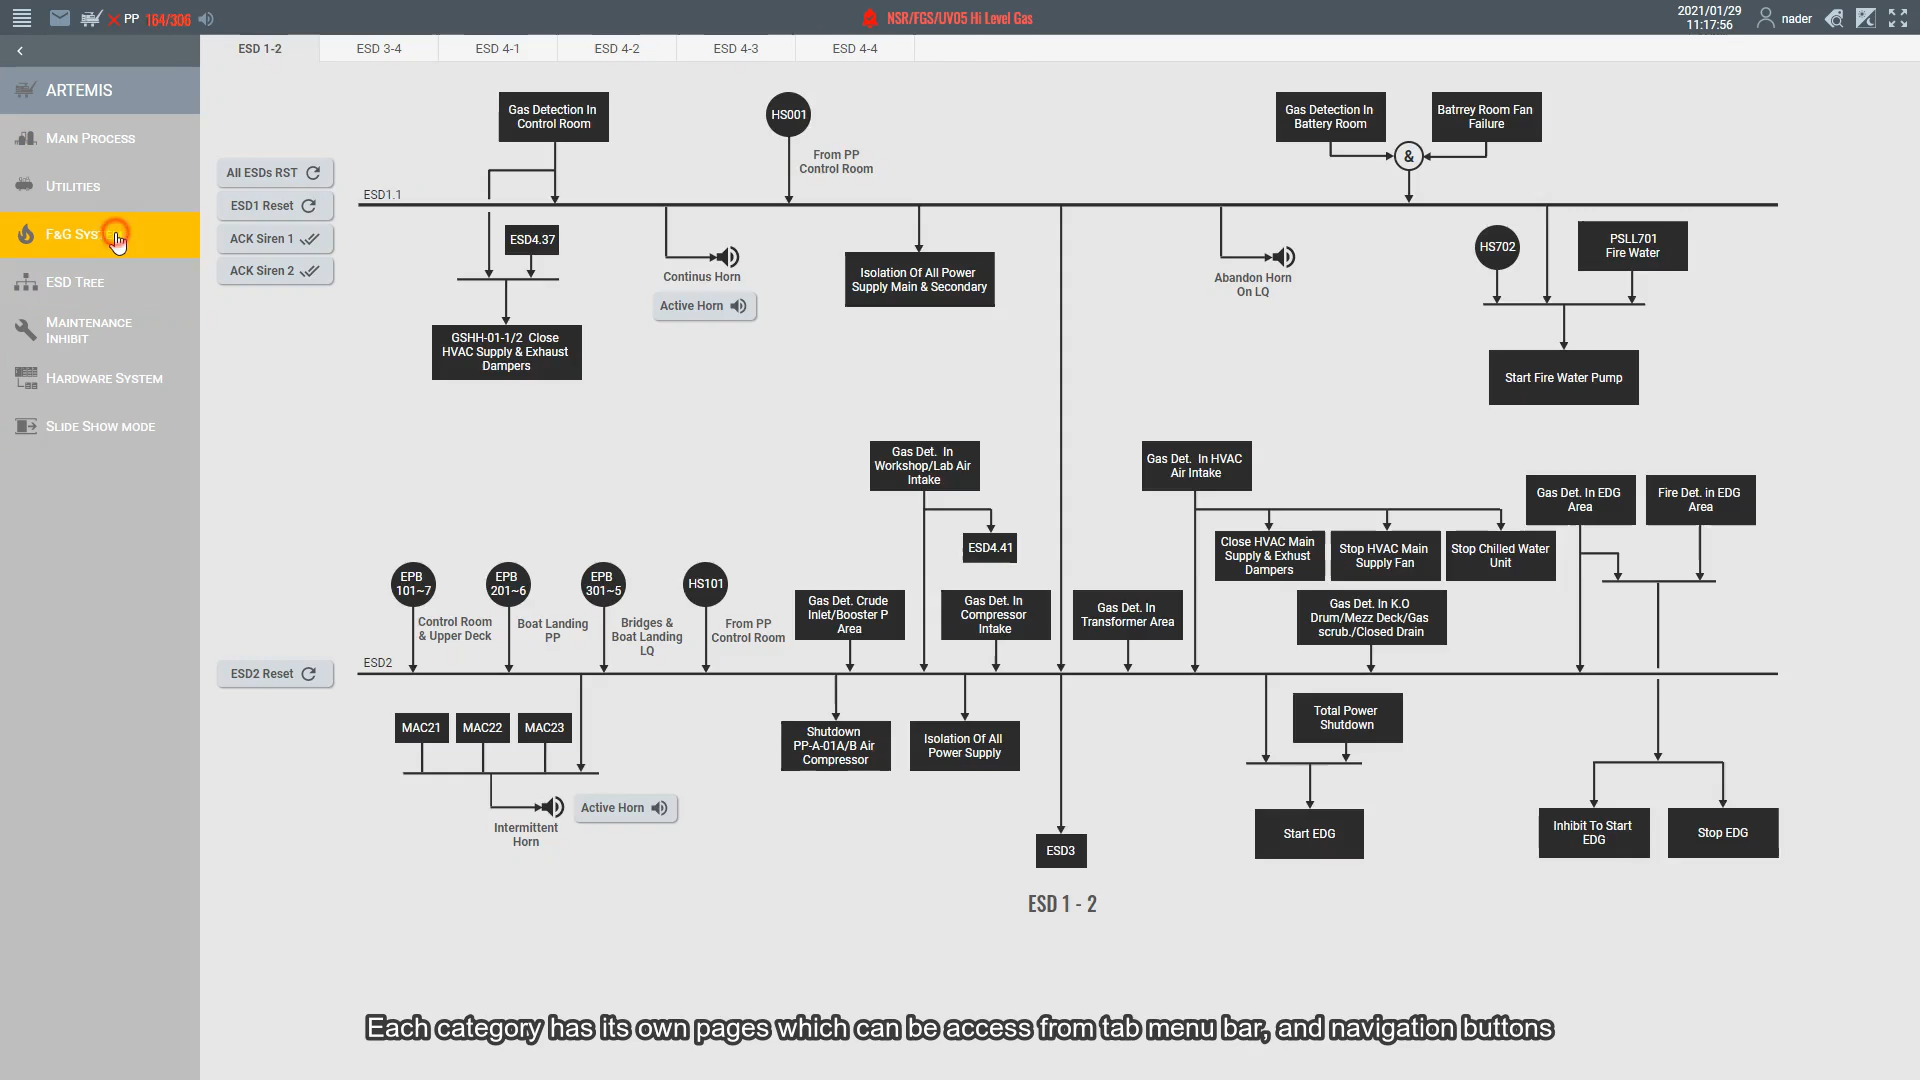 PP 164/306
NSR/FGS/UV05 Hi Level Gas
2021/01/29
11:17:56
nader
ESD 1-2
ESD 3-4
ESD 4-1
ESD 4-2
ESD 4-3
ESD 4-4
ARTEMIS
MAIN PROCESS
UTILITIES
F&G
ESD TREE
MAINTENANCE
INHIBIT
HARDWARE SYSTEM
SLIDE SHOW MODE
All ESDs RST
ESD1 Reset
ACK Siren 1
ACK Siren 2
ESD2 Reset
Gas Detection In
Control Room
HS001
From PP
Control Room
Gas Detection In
Battery Room
Batrrey Room Fan
Failure
&
ESD1.1
ESD4.37
GSHH-01-1/2 Close
HVAC Supply & Exhaust
Dampers
Continus Horn
Active Horn
Isolation Of All Power
Supply Main & Secondary
Abandon Horn
On LQ
HS702
PSLL701
Fire Water
Start Fire Water Pump
Gas Det. In
Workshop/Lab Air
Intake
ESD4.41
Gas Det. In HVAC
Air Intake
Close HVAC Main
Supply & Exhust
Dampers
Stop HVAC Main
Supply Fan
Stop Chilled Water
Unit
Gas Det. In EDG
Area
Fire Det. in EDG
Area
EPB
101~7
Control Room
& Upper Deck
EPB
201~6
Boat Landing
PP
EPB
301~5
Bridges &
Boat Landing
LQ
HS101
From PP
Control Room
Gas Det. Crude
Inlet/Booster P
Area
Gas Det. In
Compressor
Intake
Gas Det. In
Transformer Area
Gas Det. In K.O
Drum/Mezz Deck/Gas
scrub./Closed Drain
ESD2
MAC21
MAC22
MAC23
Intermittent
Horn
Active Horn
Shutdown
PP-A-01A/B Air
Compressor
Isolation Of All
Power Supply
ESD3
Total Power
Shutdown
Start EDG
Inhibit To Start
EDG
Stop EDG
ESD 1 - 2
Each category has its own pages which can be access from tab menu bar, and navigation buttons